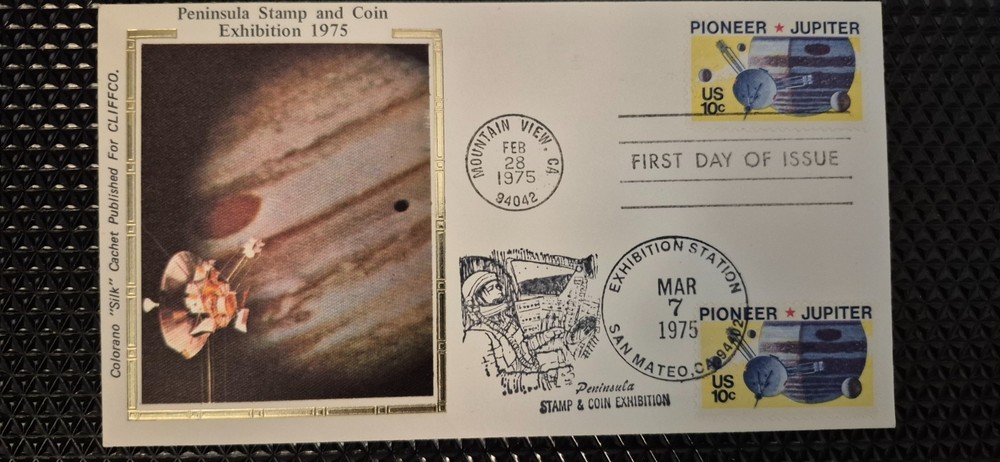 Peninsula Stamp and Coin
Exhibition 1975
Colorano "Silk" Cachet Published For CLIFFCO.
PIONEER ★ JUPITER
US
10c
MOUNTAIN VIEW, CA
FEB
28
1975
94042
FIRST DAY OF ISSUE
EXHIBITION STATION
MAR
7
1975
SAN MATEO, CA 94402
PIONEER ★ JUPITER
US
10c
Peninsula
STAMP & COIN EXHIBITION